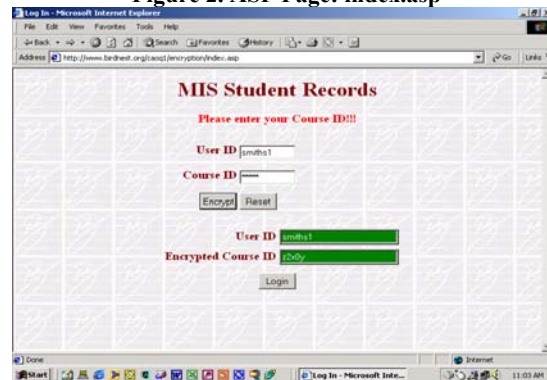 Figure 2. ASP Page: index.asp
Log In - Microsoft Internet Explorer
File Edit View Favorites Tools Help
Back Search Favorites History
Address http://www.birdnest.org/caoq1/encryption/index.asp Go Links
MIS Student Records
Please enter your Course ID!!!
User ID smiths1
Course ID
Encrypt Reset
User ID smiths1
Encrypted Course ID z2x0y
Login
Done Internet
Start Log In - Microsoft Inte... 11:03 AM